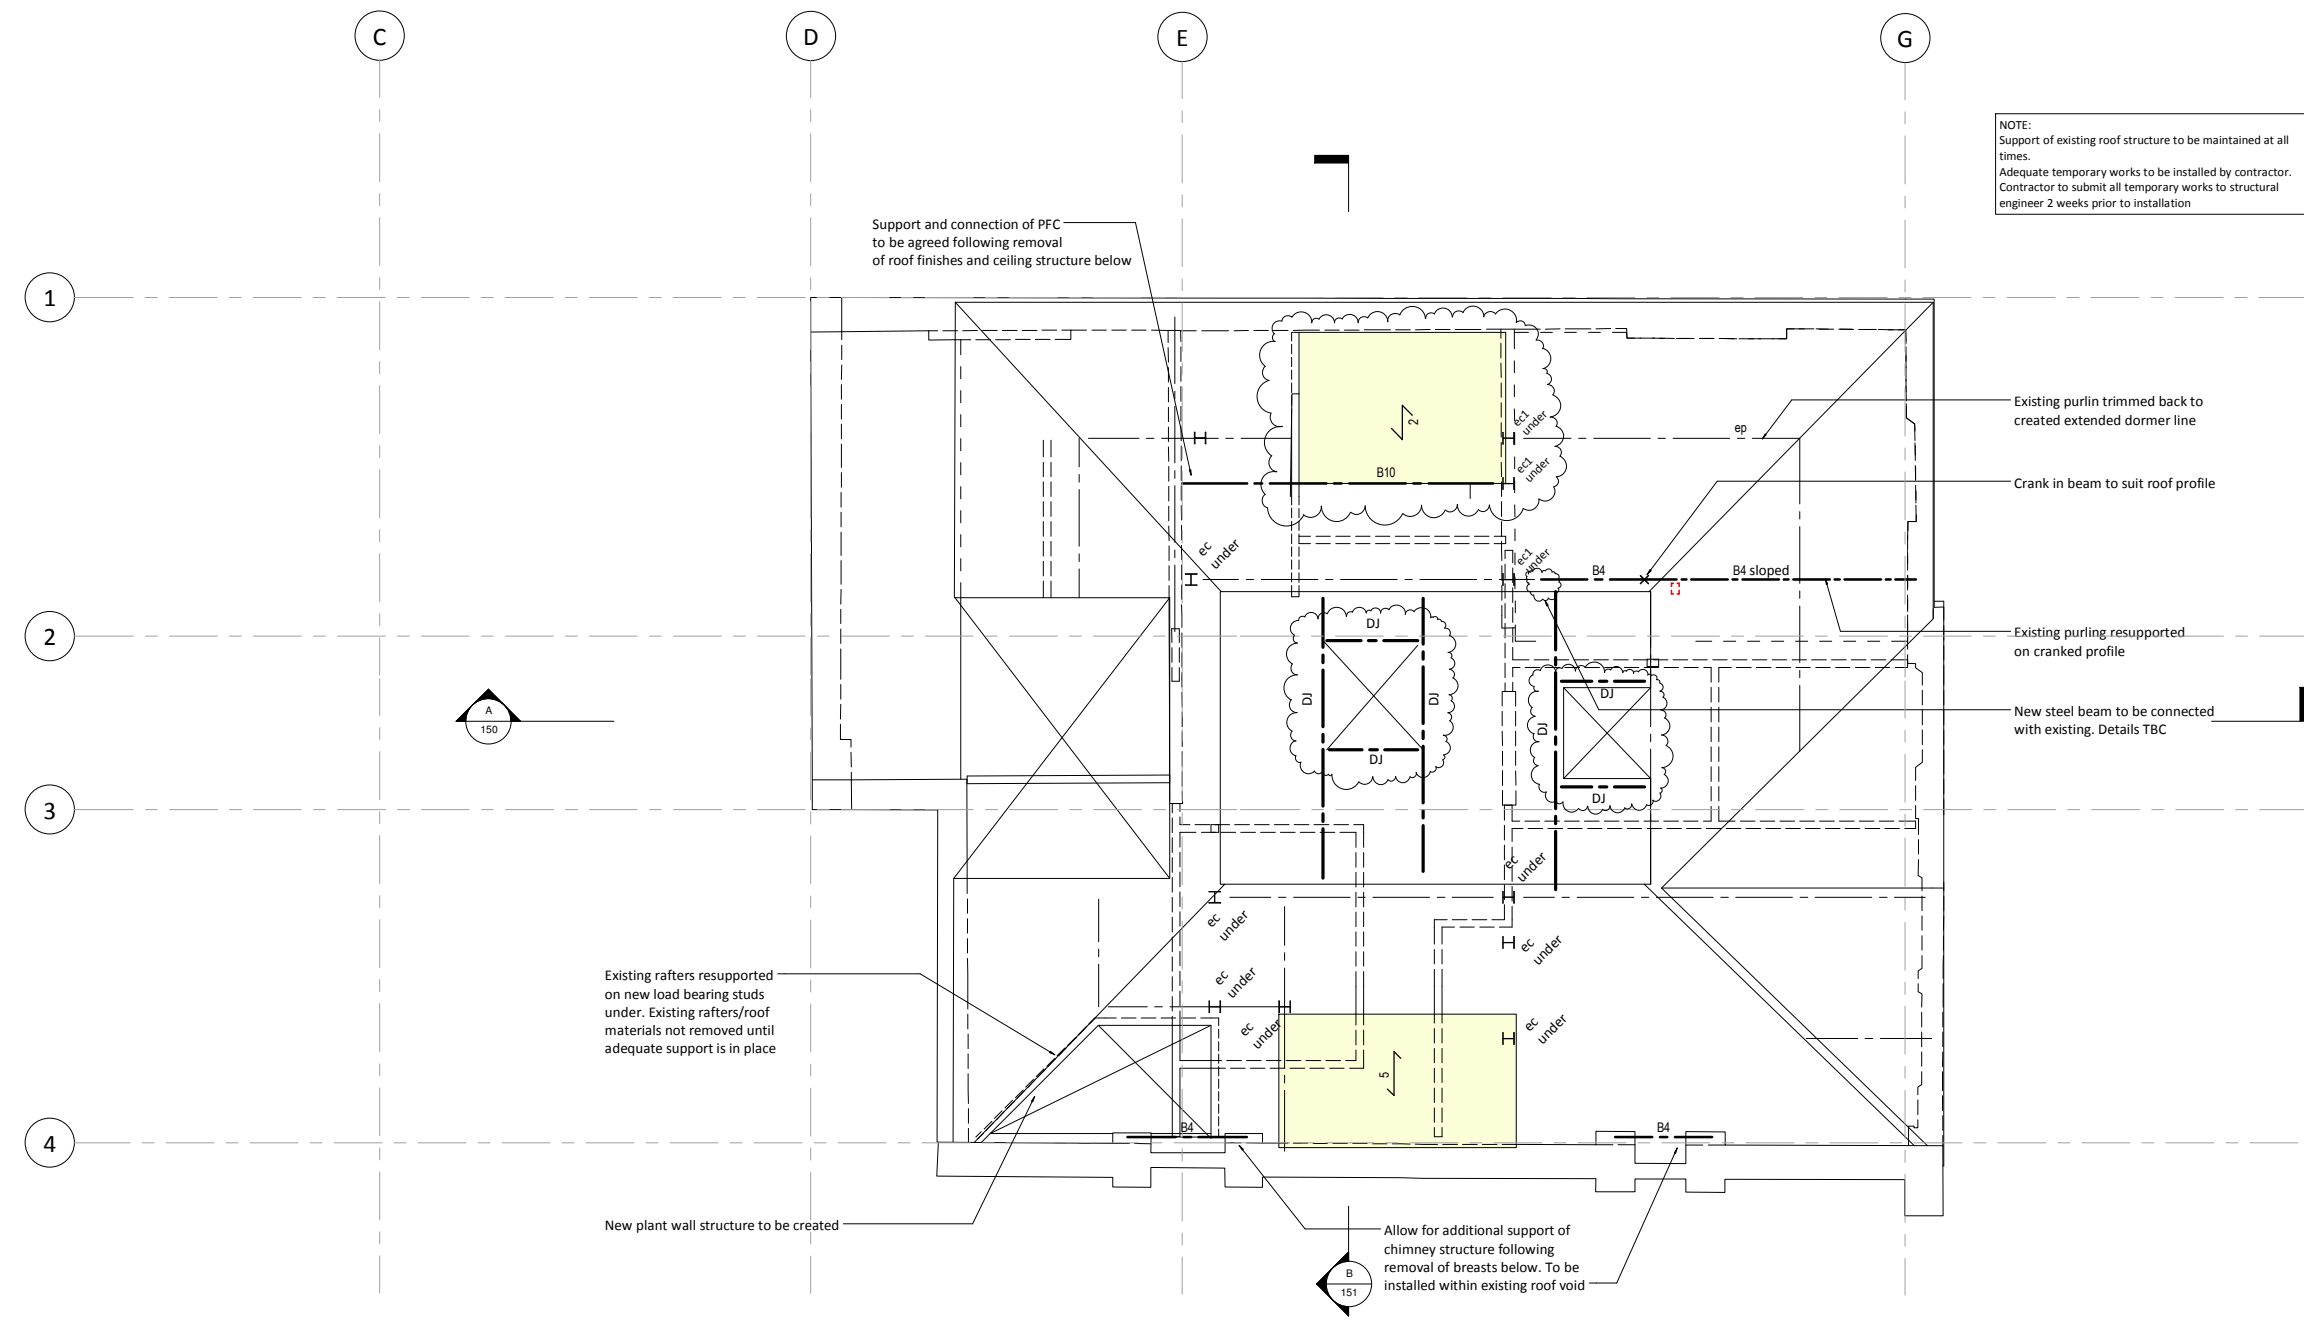 C
D
E
G
NOTE:
Support of existing roof structure to be maintained at all
times.
Adequate temporary works to be installed by contractor.
Contractor to submit all temporary works to structural
engineer 2 weeks prior to installation
Support and connection of PFC
to be agreed following removal
of roof finishes and ceiling structure below
1
2
ec1
under
ep
Existing purlin trimmed back to
created extended dormer line
B10
ec1
under
Crank in beam to suit roof profile
ec
under
ec1
under
B4
B4 sloped
2
DJ
Existing purling resupported
on cranked profile
DJ
DJ
DJ
DJ
DJ
A
150
New steel beam to be connected
with existing. Details TBC
DJ
3
ec
under
ec
under
ec
under
Existing rafters resupported
on new load bearing studs
under. Existing rafters/roof
materials not removed until
adequate support is in place
ec
under
ec
under
ec
under
5
4
B4
B4
New plant wall structure to be created
Allow for additional support of
chimney structure following
removal of breasts below. To be
installed within existing roof void
B
151